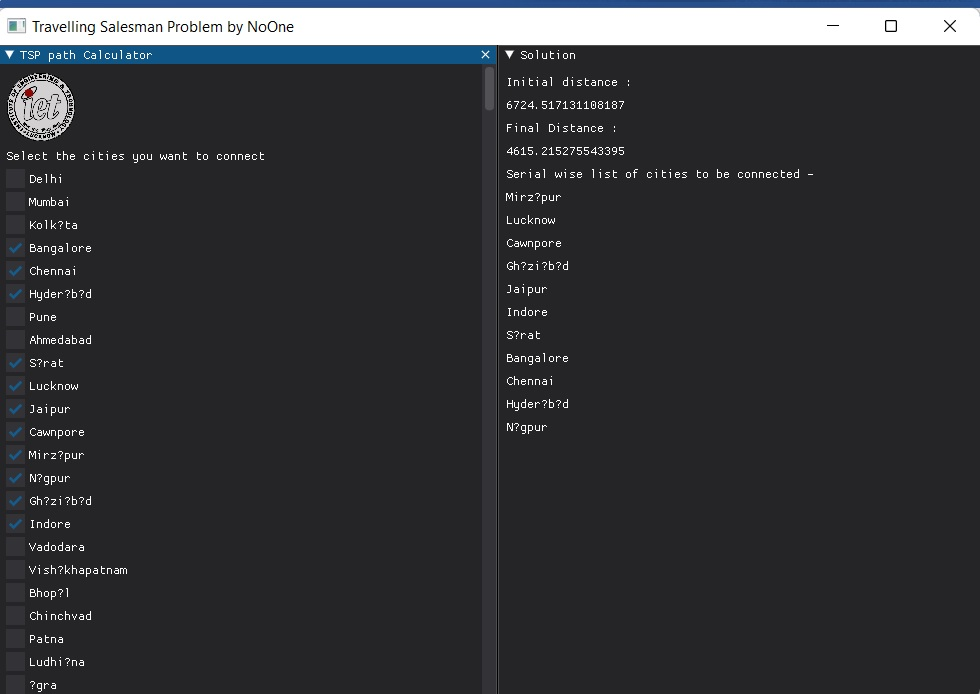 Travelling Salesman Problem by NoOne
TSP path Calculator
iet
Select the cities you want to connect
Delhi
Mumbai
Kolk?ta
Bangalore
Chennai
Hyder?b?d
Pune
Ahmedabad
S?rat
Lucknow
Jaipur
Cawnpore
Mirz?pur
N?gpur
Gh?zi?b?d
Indore
Vadodara
Vish?khapatnam
Bhop?l
Chinchvad
Patna
Ludhi?na
?gra
Solution
Initial distance :
6724.517131108187
Final Distance :
4615.215275543395
Serial wise list of cities to be connected -
Mirz?pur
Lucknow
Cawnpore
Gh?zi?b?d
Jaipur
Indore
S?rat
Bangalore
Chennai
Hyder?b?d
N?gpur